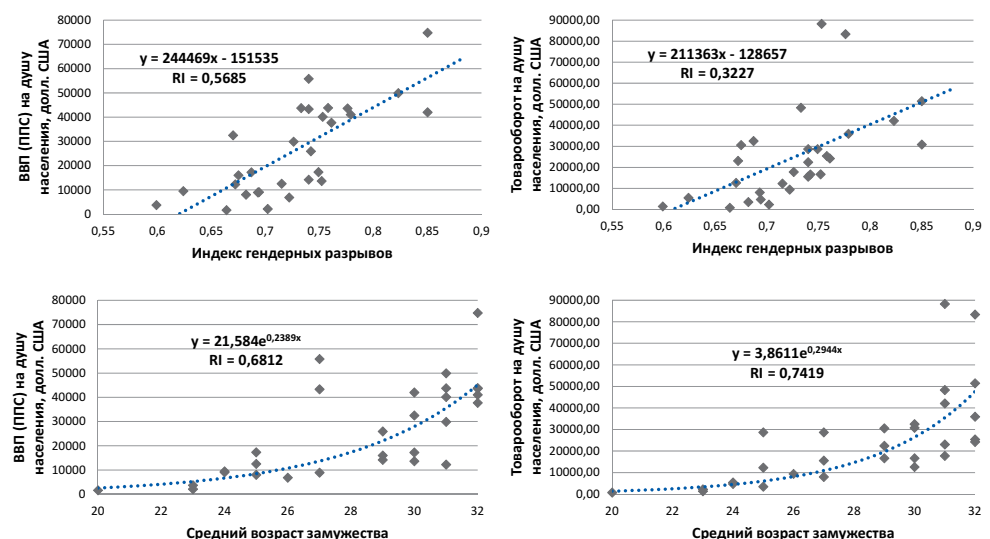 ВВП (ППС) на душу
населения, долл. США
80000
70000
60000
50000
40000
30000
20000
10000
0
y = 244469x - 151535
RI = 0,5685
0,55 0,6 0,65 0,7 0,75 0,8 0,85 0,9
Индекс гендерных разрывов
Товарооборот на душу
населения, долл. США
90000,00
80000,00
70000,00
60000,00
50000,00
40000,00
30000,00
20000,00
10000,00
0,00
y = 211363x - 128657
RI = 0,3227
0,55 0,6 0,65 0,7 0,75 0,8 0,85 0,9
Индекс гендерных разрывов
ВВП (ППС) на душу
населения, долл. США
80000
70000
60000
50000
40000
30000
20000
10000
0
y = 21,584e^0,2389x
RI = 0,6812
20 22 24 26 28 30 32
Средний возраст замужества
Товарооборот на душу
населения, долл. США
90000,00
80000,00
70000,00
60000,00
50000,00
40000,00
30000,00
20000,00
10000,00
0,00
y = 3,8611e^0,2944x
RI = 0,7419
20 22 24 26 28 30 32
Средний возраст замужества